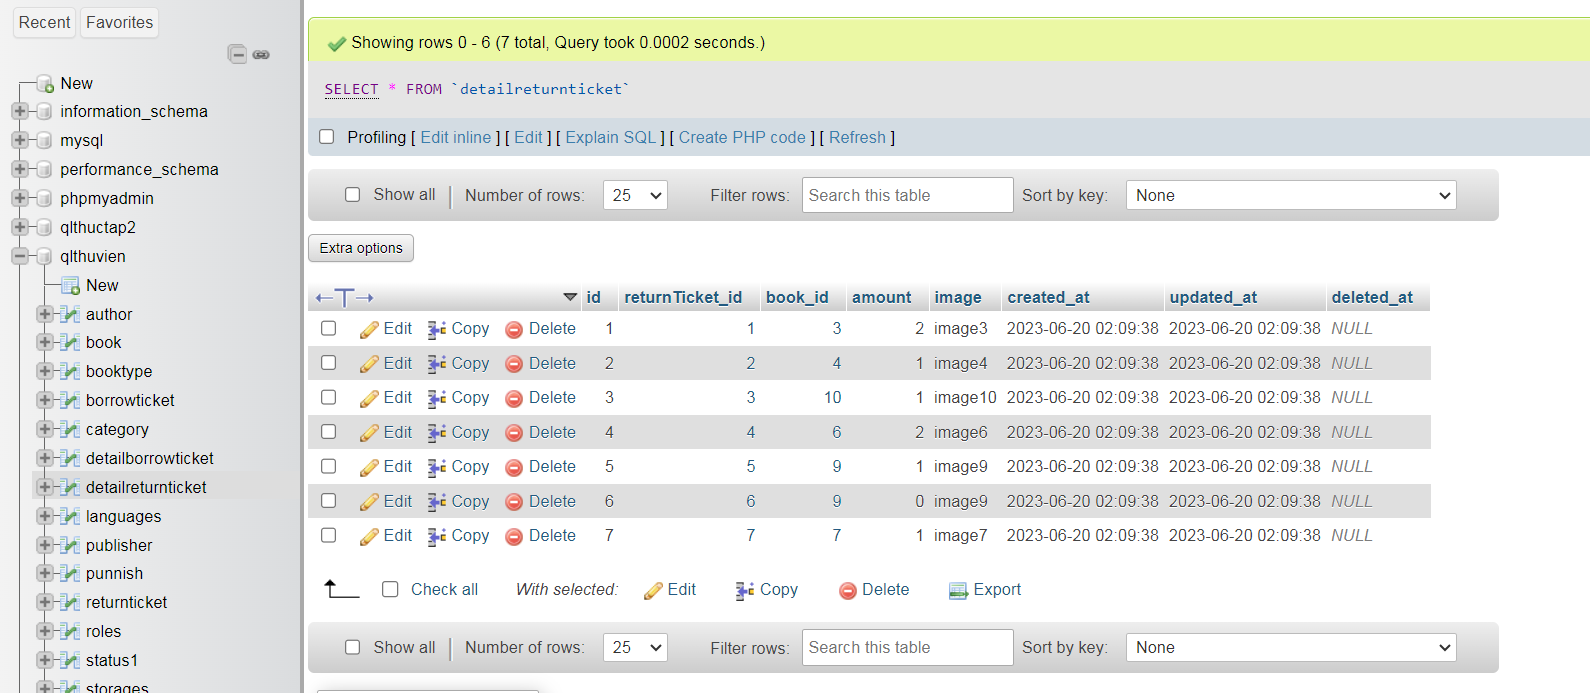 Recent Favorites
New
information_schema
mysql
performance_schema
phpmyadmin
qlthuctap2
qlthuvien
New
author
book
booktype
borrowticket
category
detailborrowticket
detailreturnticket
languages
publisher
punnish
returnticket
roles
status1
storages
Showing rows 0 - 6 (7 total, Query took 0.0002 seconds.)
SELECT * FROM `detailreturnticket`
Profiling [ Edit inline ] [ Edit ] [ Explain SQL ] [ Create PHP code ] [ Refresh ]
Show all Number of rows: 25 Filter rows: Search this table Sort by key: None
Extra options
id returnTicket_id book_id amount image created_at updated_at deleted_at
Edit Copy Delete 1 1 3 2 image3 2023-06-20 02:09:38 2023-06-20 02:09:38 NULL
Edit Copy Delete 2 2 4 1 image4 2023-06-20 02:09:38 2023-06-20 02:09:38 NULL
Edit Copy Delete 3 3 10 1 image10 2023-06-20 02:09:38 2023-06-20 02:09:38 NULL
Edit Copy Delete 4 4 6 2 image6 2023-06-20 02:09:38 2023-06-20 02:09:38 NULL
Edit Copy Delete 5 5 9 1 image9 2023-06-20 02:09:38 2023-06-20 02:09:38 NULL
Edit Copy Delete 6 6 9 0 image9 2023-06-20 02:09:38 2023-06-20 02:09:38 NULL
Edit Copy Delete 7 7 7 1 image7 2023-06-20 02:09:38 2023-06-20 02:09:38 NULL
Check all With selected: Edit Copy Delete Export
Show all Number of rows: 25 Filter rows: Search this table Sort by key: None